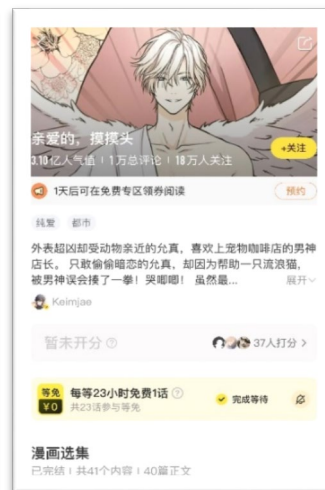 亲爱的，摸摸头
3.10亿人气值 | 1万总评论 | 18万人关注
+关注
1天后可在免费专区领券阅读
预约
纯爱 都市
外表超凶却受动物亲近的允真，喜欢上宠物咖啡店的男神
店长。 只敢偷偷暗恋的允真，却因为帮助一只流浪猫，
被男神误会揍了一拳！哭唧唧！ 虽然最... 展开
Keimjae
暂未开分 37人打分 >
等免 ¥0
每等23小时免费1话
共23话参与等免
完成等待
漫画选集
已完结 | 共41个内容 | 40篇正文